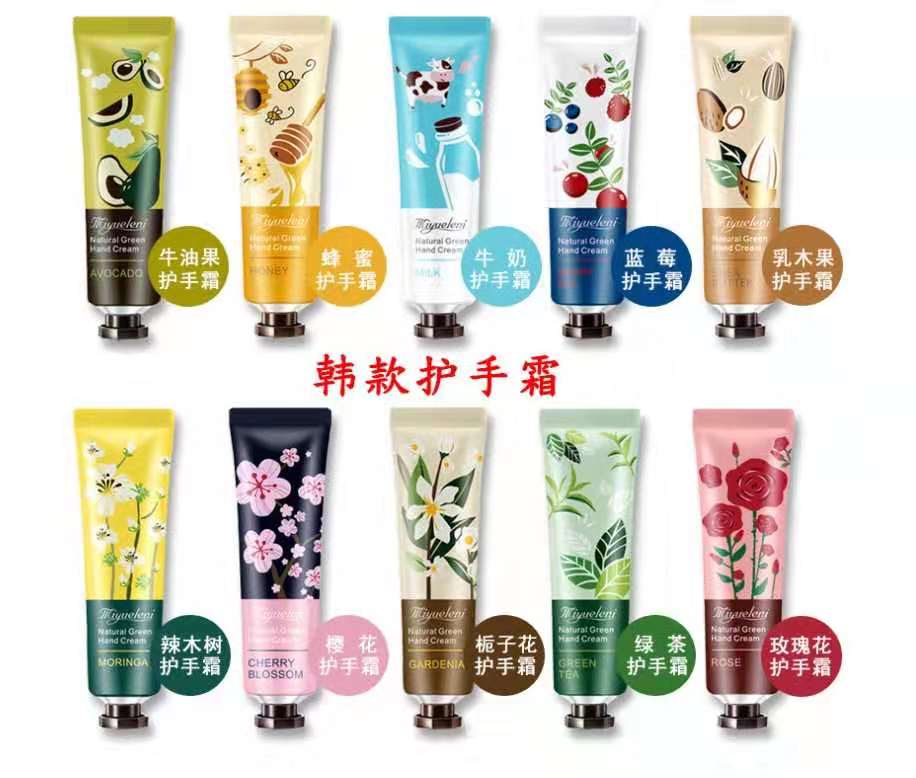 Miyueleni
Natural Green
Hand Cream
AVOCADO
牛油果
护手霜
Miyueleni
Natural Green
Hand Cream
HONEY
蜂蜜
护手霜
Miyueleni
Natural Green
Hand Cream
MILK
牛奶
护手霜
Miyueleni
Natural Green
Hand Cream
蓝莓
护手霜
Miyueleni
Natural Green
Hand Cream
BUTTER
乳木果
护手霜
韩款护手霜
Miyueleni
Natural Green
Hand Cream
MORINGA
辣木树
护手霜
Miyueleni
Natural Green
Hand Cream
CHERRY
BLOSSOM
樱花
护手霜
Miyueleni
Natural Green
Hand Cream
GARDENIA
栀子花
护手霜
Miyueleni
Natural Green
Hand Cream
GREEN
TEA
绿茶
护手霜
Miyueleni
Natural Green
Hand Cream
ROSE
玫瑰花
护手霜